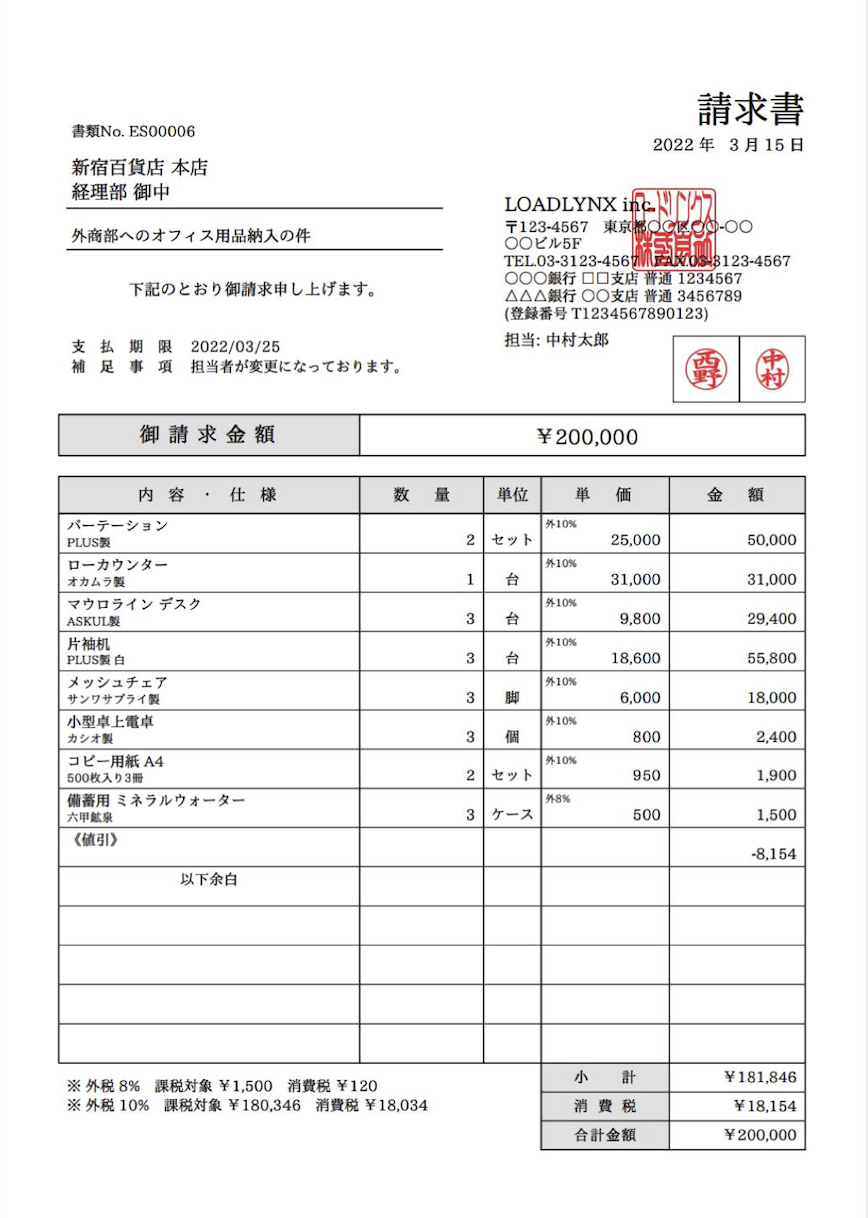 請求書
2022 年 3 月 15 日
書類No. ES00006
新宿百貨店 本店
経理部 御中
外商部へのオフィス用品納入の件
下記のとおり御請求申し上げます。
支払期限 2022/03/25
補足事項 担当者が変更になっております。
LOADLYNX inc.
〒123-4567 東京都〇〇区〇〇-〇〇
〇〇ビル5F
TEL.03-3123-4567 FAX.03-3123-4567
〇〇〇銀行 □□支店 普通 1234567
△△△銀行 〇〇支店 普通 3456789
(登録番号 T1234567890123)
担当: 中村太郎
ロードリンクス
株式会社
西野 中村
御請求金額 ￥200,000
内容・仕様 数量 単位 単価 金額
パーテーション
PLUS製 2 セット 外10% 25,000 50,000
ローカウンター
オカムラ製 1 台 外10% 31,000 31,000
マウロライン デスク
ASKUL製 3 台 外10% 9,800 29,400
片袖机
PLUS製 白 3 台 外10% 18,600 55,800
メッシュチェア
サンワサプライ製 3 脚 外10% 6,000 18,000
小型卓上電卓
カシオ製 3 個 外10% 800 2,400
コピー用紙 A4
500枚入り3冊 2 セット 外10% 950 1,900
備蓄用 ミネラルウォーター
六甲鉱泉 3 ケース 外8% 500 1,500
《値引》 -8,154
以下余白
※ 外税 8% 課税対象 ￥1,500 消費税 ￥120
※ 外税 10% 課税対象 ￥180,346 消費税 ￥18,034
小計 ￥181,846
消費税 ￥18,154
合計金額 ￥200,000